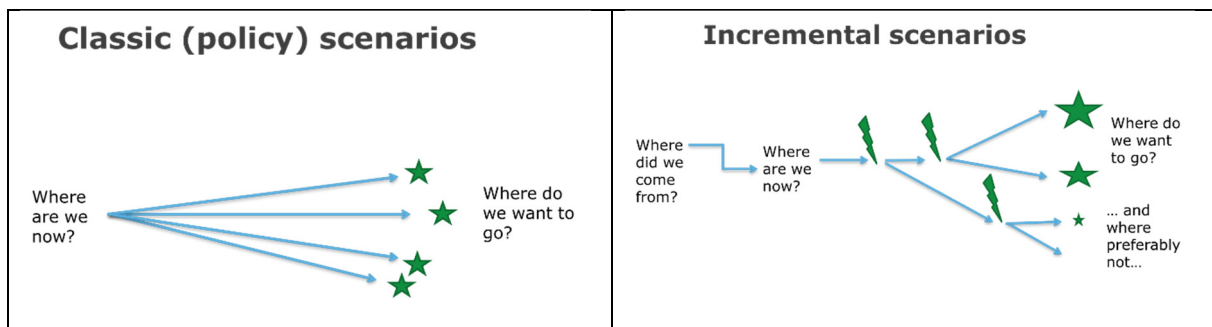 Classic (policy) scenarios
Where
are we
now?
Where do
we want to
go?
Incremental scenarios
Where
did we
come
from?
Where
are we
now?
Where do
we want
to go?
... and
where
preferably
not...